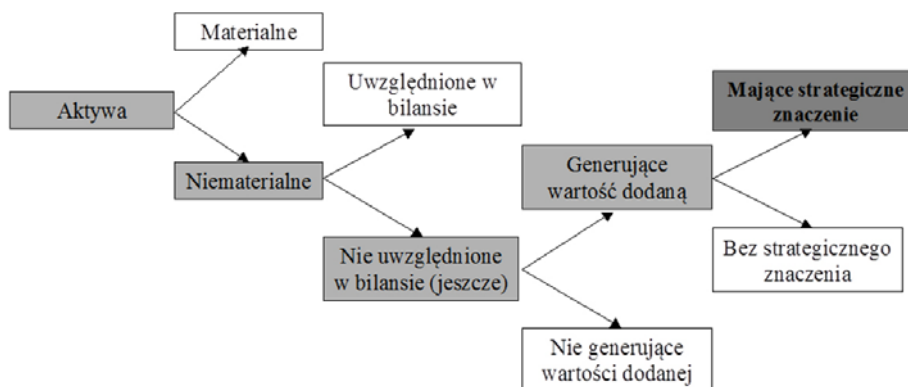 Materialne
Aktywa
Niematerialne
Uwzględnione w
bilansie
Nie uwzględnione
w bilansie (jeszcze)
Generujące
wartość dodaną
Nie generujące
wartości dodanej
Mające strategiczne
znaczenie
Bez strategicznego
znaczenia